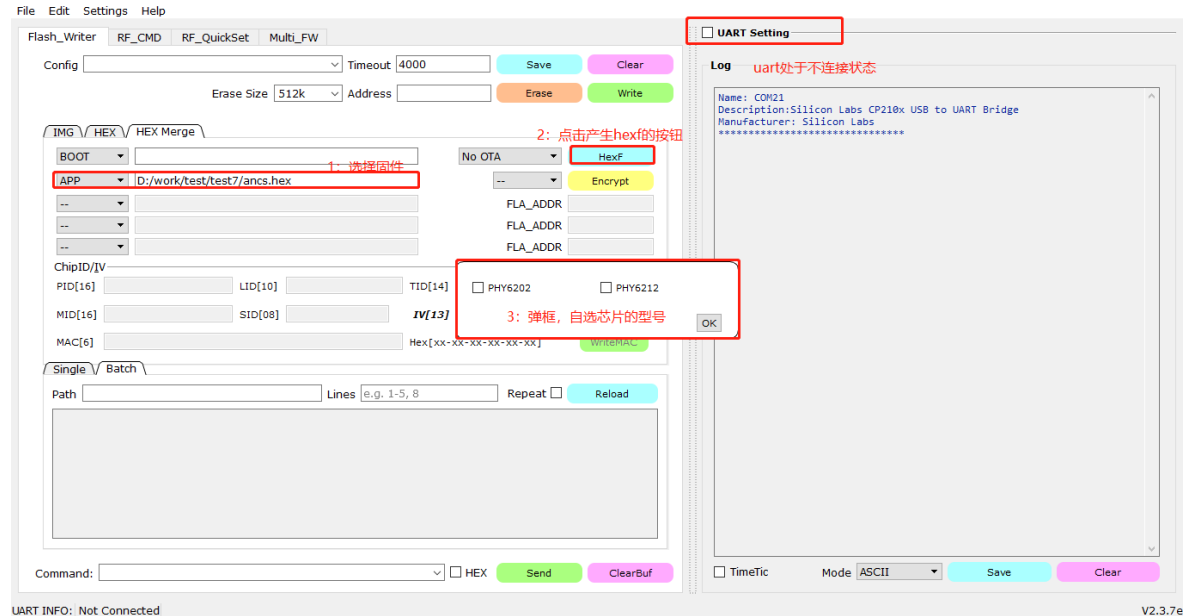 File Edit Settings Help
Flash_Writer RF_CMD RF_QuickSet Multi_FW
UART Setting
Config Timeout 4000 Save Clear
Log uart处于不连接状态
Erase Size 512k Address Erase Write
Name: COM21
Description:Silicon Labs CP210x USB to UART Bridge
Manufacturer: Silicon Labs
*******************************
IMG HEX HEX Merge
2：点击产生hexf的按钮
BOOT No OTA HexF
1：选择固件
APP D:/work/test/test7/ancs.hex -- Encrypt
-- FLA_ADDR
-- FLA_ADDR
-- FLA_ADDR
ChipID/IV
PID[16] LID[10] TID[14] PHY6202 PHY6212
MID[16] SID[08] IV[13] 3：弹框，自选芯片的型号 OK
MAC[6] Hex[xx-xx-xx-xx-xx-xx] WriteMAC
Single Batch
Path Lines e.g. 1-5, 8 Repeat Reload
Command: HEX Send ClearBuf
TimeTic Mode ASCII Save Clear
UART INFO: Not Connected V2.3.7e